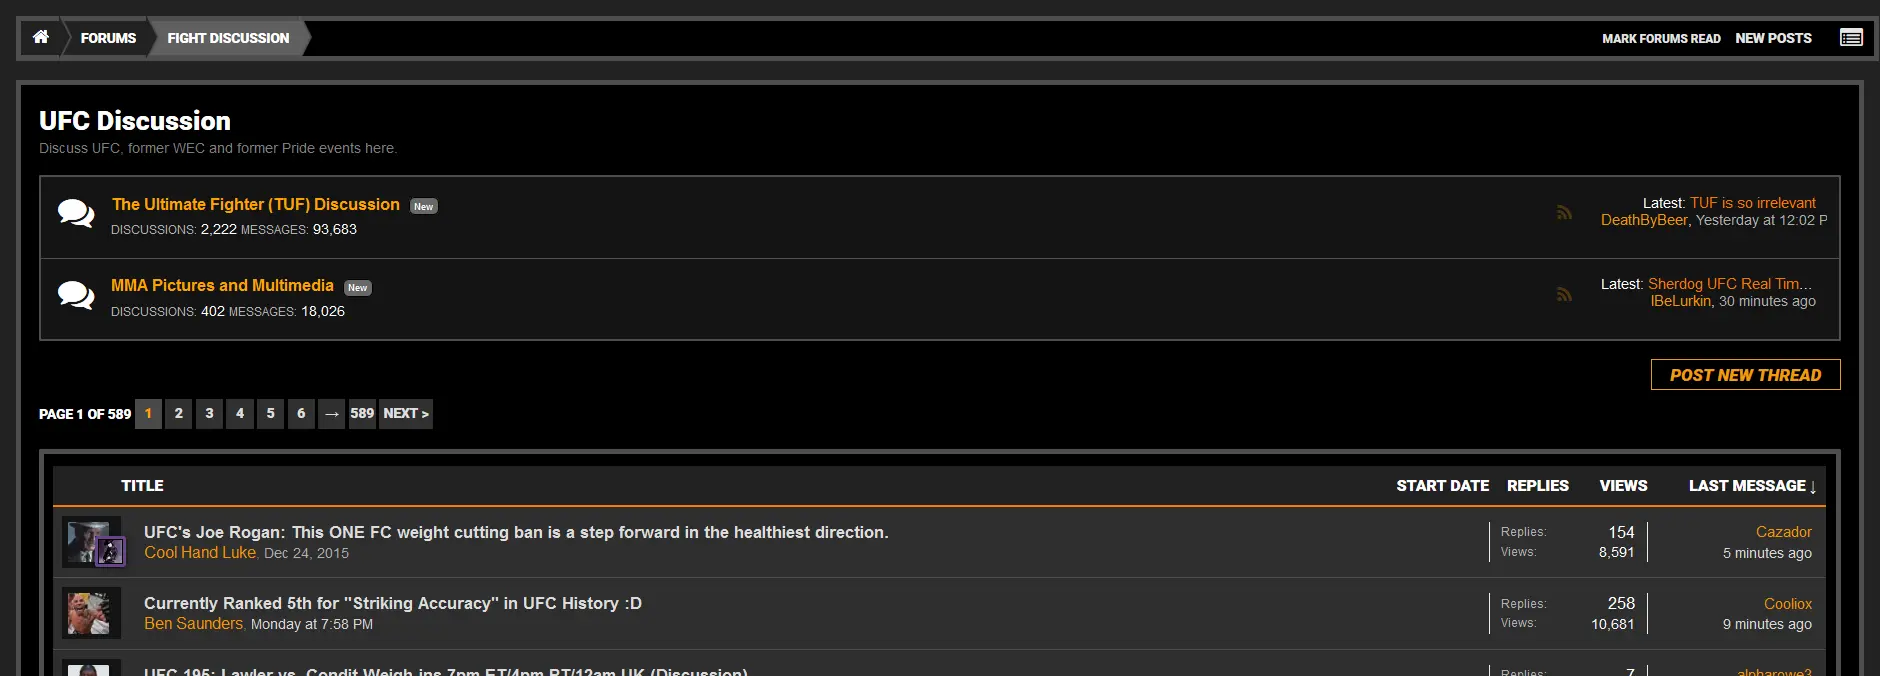 FORUMS FIGHT DISCUSSION MARK FORUMS READ NEW POSTS
UFC Discussion
Discuss UFC, former WEC and former Pride events here.
The Ultimate Fighter (TUF) Discussion New
DISCUSSIONS: 2,222 MESSAGES: 93,683
Latest: TUF is so irrelevant
DeathByBeer, Yesterday at 12:02 P
MMA Pictures and Multimedia New
DISCUSSIONS: 402 MESSAGES: 18,026
Latest: Sherdog UFC Real Tim...
IBeLurkin, 30 minutes ago
POST NEW THREAD
PAGE 1 OF 589 1 2 3 4 5 6 → 589 NEXT >
TITLE START DATE REPLIES VIEWS LAST MESSAGE ↓
UFC's Joe Rogan: This ONE FC weight cutting ban is a step forward in the healthiest direction.
Cool Hand Luke, Dec 24, 2015
Replies: 154
Views: 8,591
Cazador
5 minutes ago
Currently Ranked 5th for "Striking Accuracy" in UFC History :D
Ben Saunders, Monday at 7:58 PM
Replies: 258
Views: 10,681
Cooliox
9 minutes ago
UFC 195: Lawler vs. Condit Weigh ins 7pm ET/4pm PT/12am UK (Discussion)
Replies: 7
alpharowe3